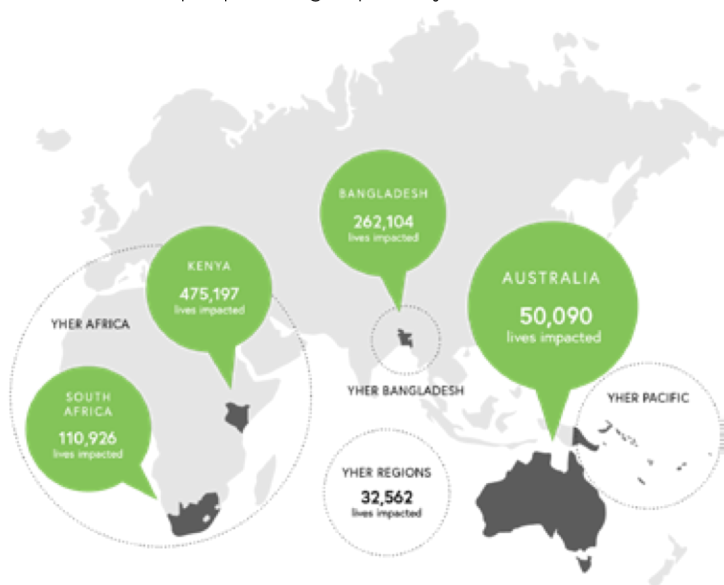 BANGLADESH
262,104
lives impacted
KENYA
475,197
lives impacted
AUSTRALIA
50,090
lives impacted
YHER AFRICA
YHER BANGLADESH
YHER PACIFIC
SOUTH
AFRICA
110,926
lives impacted
YHER REGIONS
32,562
lives impacted